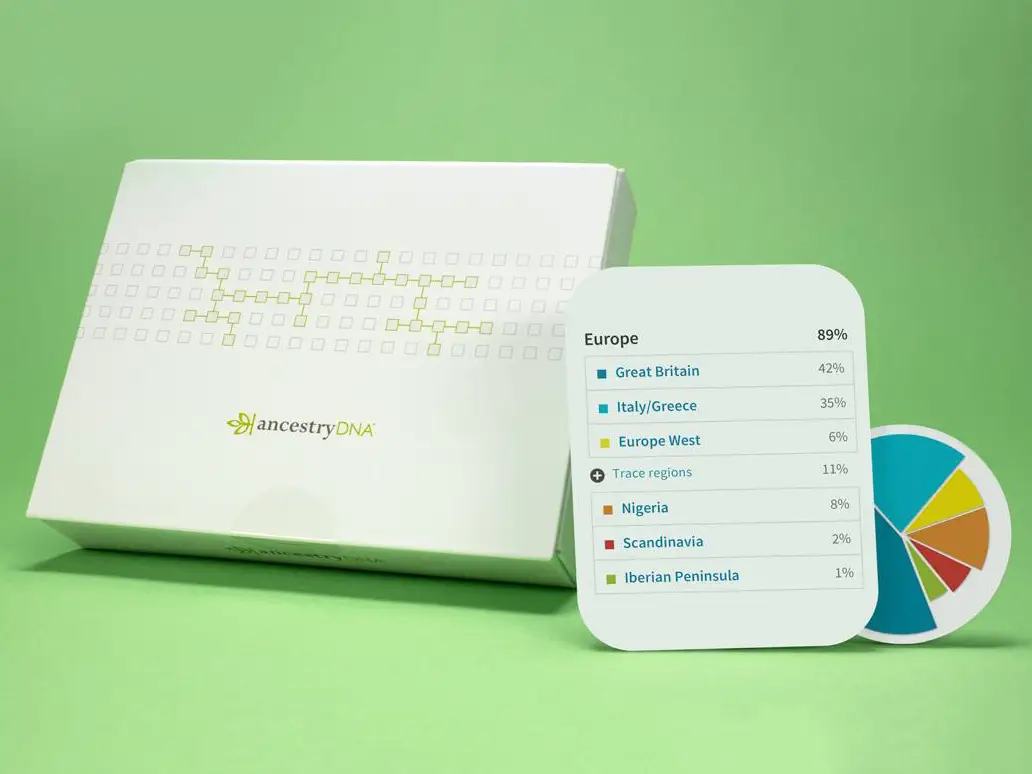 ancestryDNA
ancestryDNA
Europe 89%
Great Britain 42%
Italy/Greece 35%
Europe West 6%
Trace regions 11%
Nigeria 8%
Scandinavia 2%
Iberian Peninsula 1%